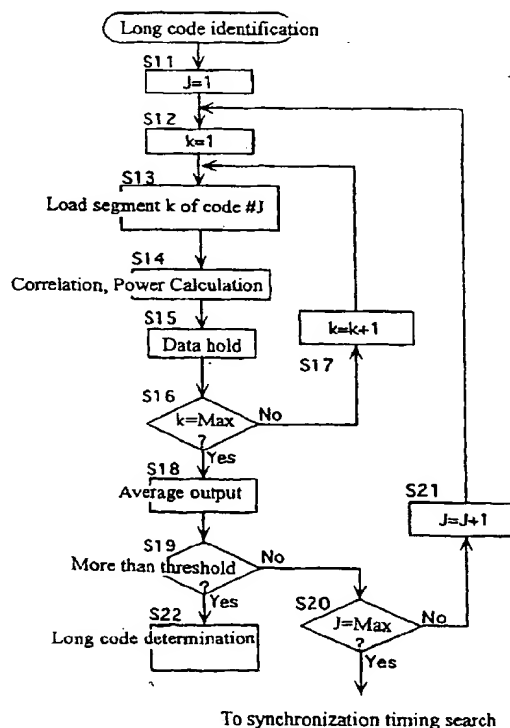 Long code identification
S11
J=1
S12
k=1
S13
Load segment k of code #J
S14
Correlation, Power Calculation
S15
Data hold
k=k+1
S17
S16
k=Max
?
No
Yes
S18
Average output
S21
J=J+1
S19
More than threshold
?
No
Yes
S20
J=Max
?
No
Yes
S22
Long code determination
To synchronization timing search